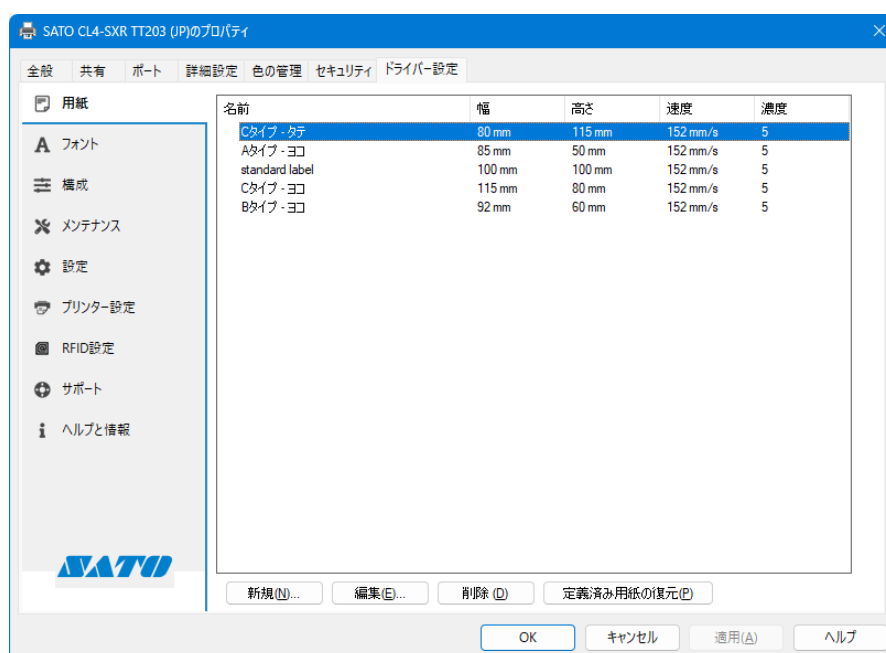 SATO CL4-SXR TT203 (JP)のプロパティ
全般 共有 ポート 詳細設定 色の管理 セキュリティ ドライバー設定
用紙
フォント
構成
メンテナンス
設定
プリンター設定
RFID設定
サポート
ヘルプと情報
SATO
名前 幅 高さ 速度 濃度
Cタイプ - タテ 80 mm 115 mm 152 mm/s 5
Aタイプ - ヨコ 85 mm 50 mm 152 mm/s 5
standard label 100 mm 100 mm 152 mm/s 5
Cタイプ - ヨコ 115 mm 80 mm 152 mm/s 5
Bタイプ - ヨコ 92 mm 60 mm 152 mm/s 5
新規(N)... 編集(E)... 削除 (D) 定義済み用紙の復元(P)
OK キャンセル 適用(A) ヘルプ